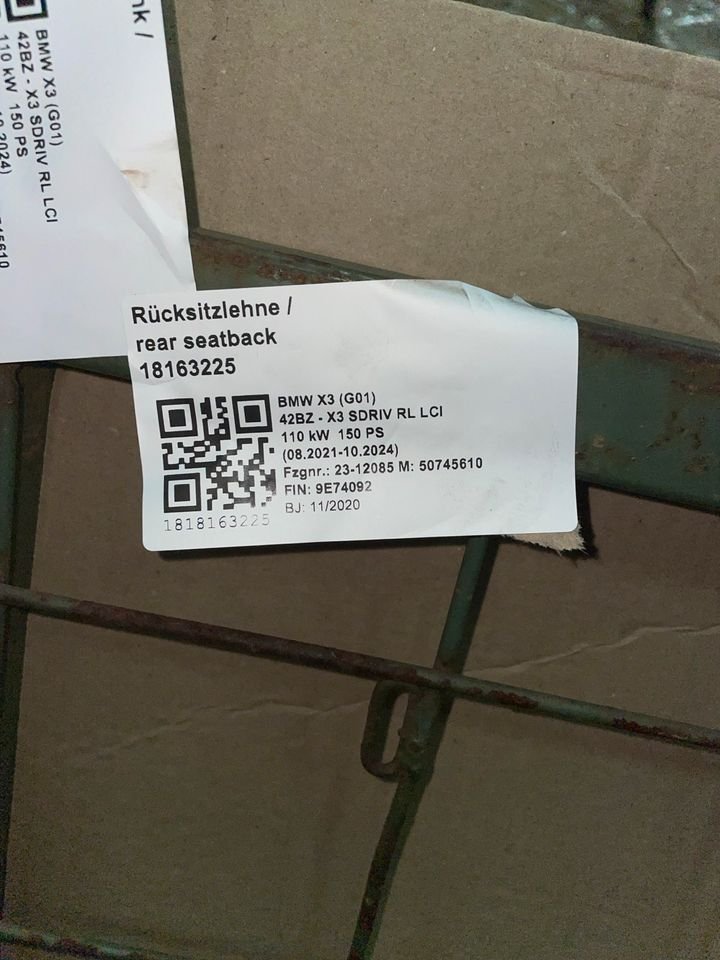 nk /
BMW X3 (G01)
42BZ - X3 SDRIV RL LCI
110 kW 150 PS
2024)
Rücksitzlehne /
rear seatback
18163225
BMW X3 (G01)
42BZ - X3 SDRIV RL LCI
110 kW 150 PS
(08.2021-10.2024)
Fzgnr.: 23-12085 M: 50745610
FIN: 9E74092
BJ: 11/2020
1818163225